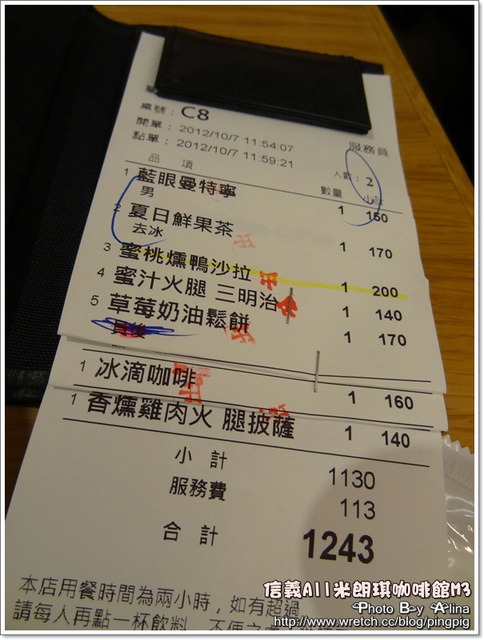 桌號： C8
開單： 2012/10/7 11:54:07 服務員
點單： 2012/10/7 11:59:21 人數： 2
品 項 數量 小計
1 藍眼曼特寧 1 150
男
2 夏日鮮果茶 1 170
去冰
3 蜜桃燻鴨沙拉 1 200
4 蜜汁火腿 三明治 1 140
5 草莓奶油鬆餅 1 170
1 冰滴咖啡 1 160
1 香燻雞肉火 腿披薩 1 140
小 計 1130
服務費 113
合 計 1243
本店用餐時間為兩小時，如有超過
請每人再點一杯飲料
信義A11米朗琪咖啡館M3
Photo By Alina
http://www.wretch.cc/blog/pingpig